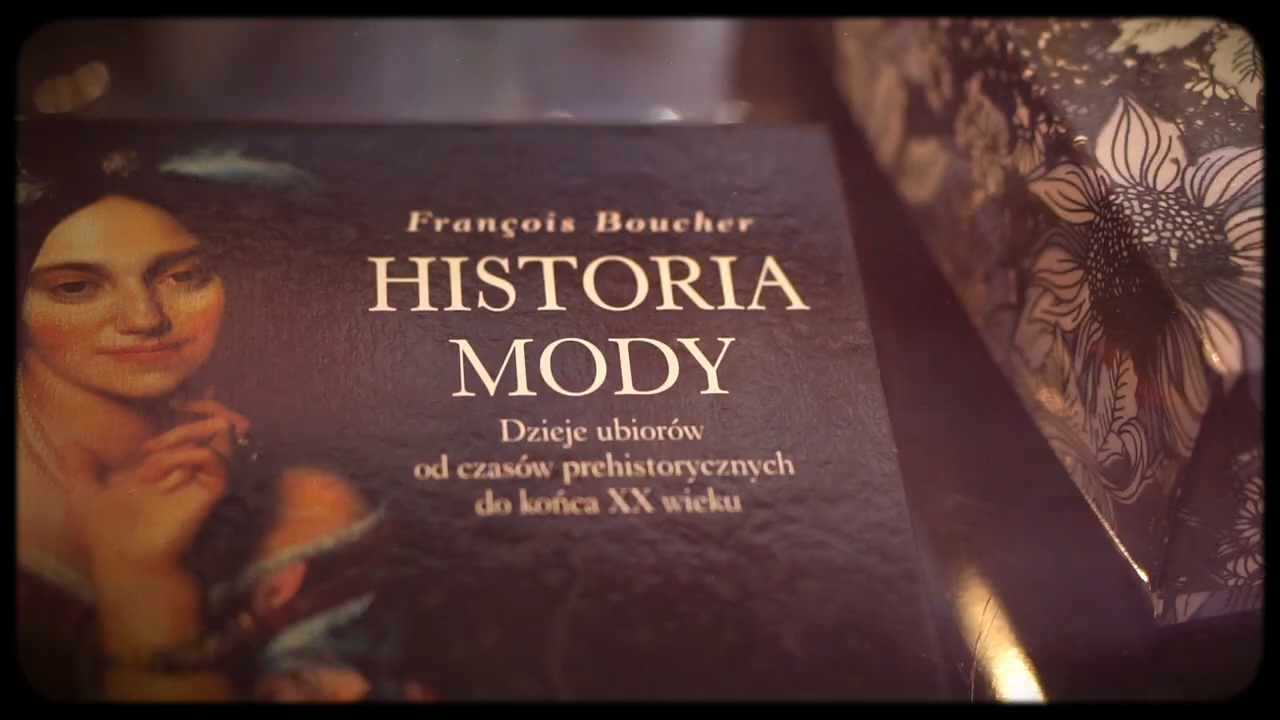 François Boucher
HISTORIA
MODY
Dzieje ubiorów
od czasów prehistorycznych
do końca XX wieku